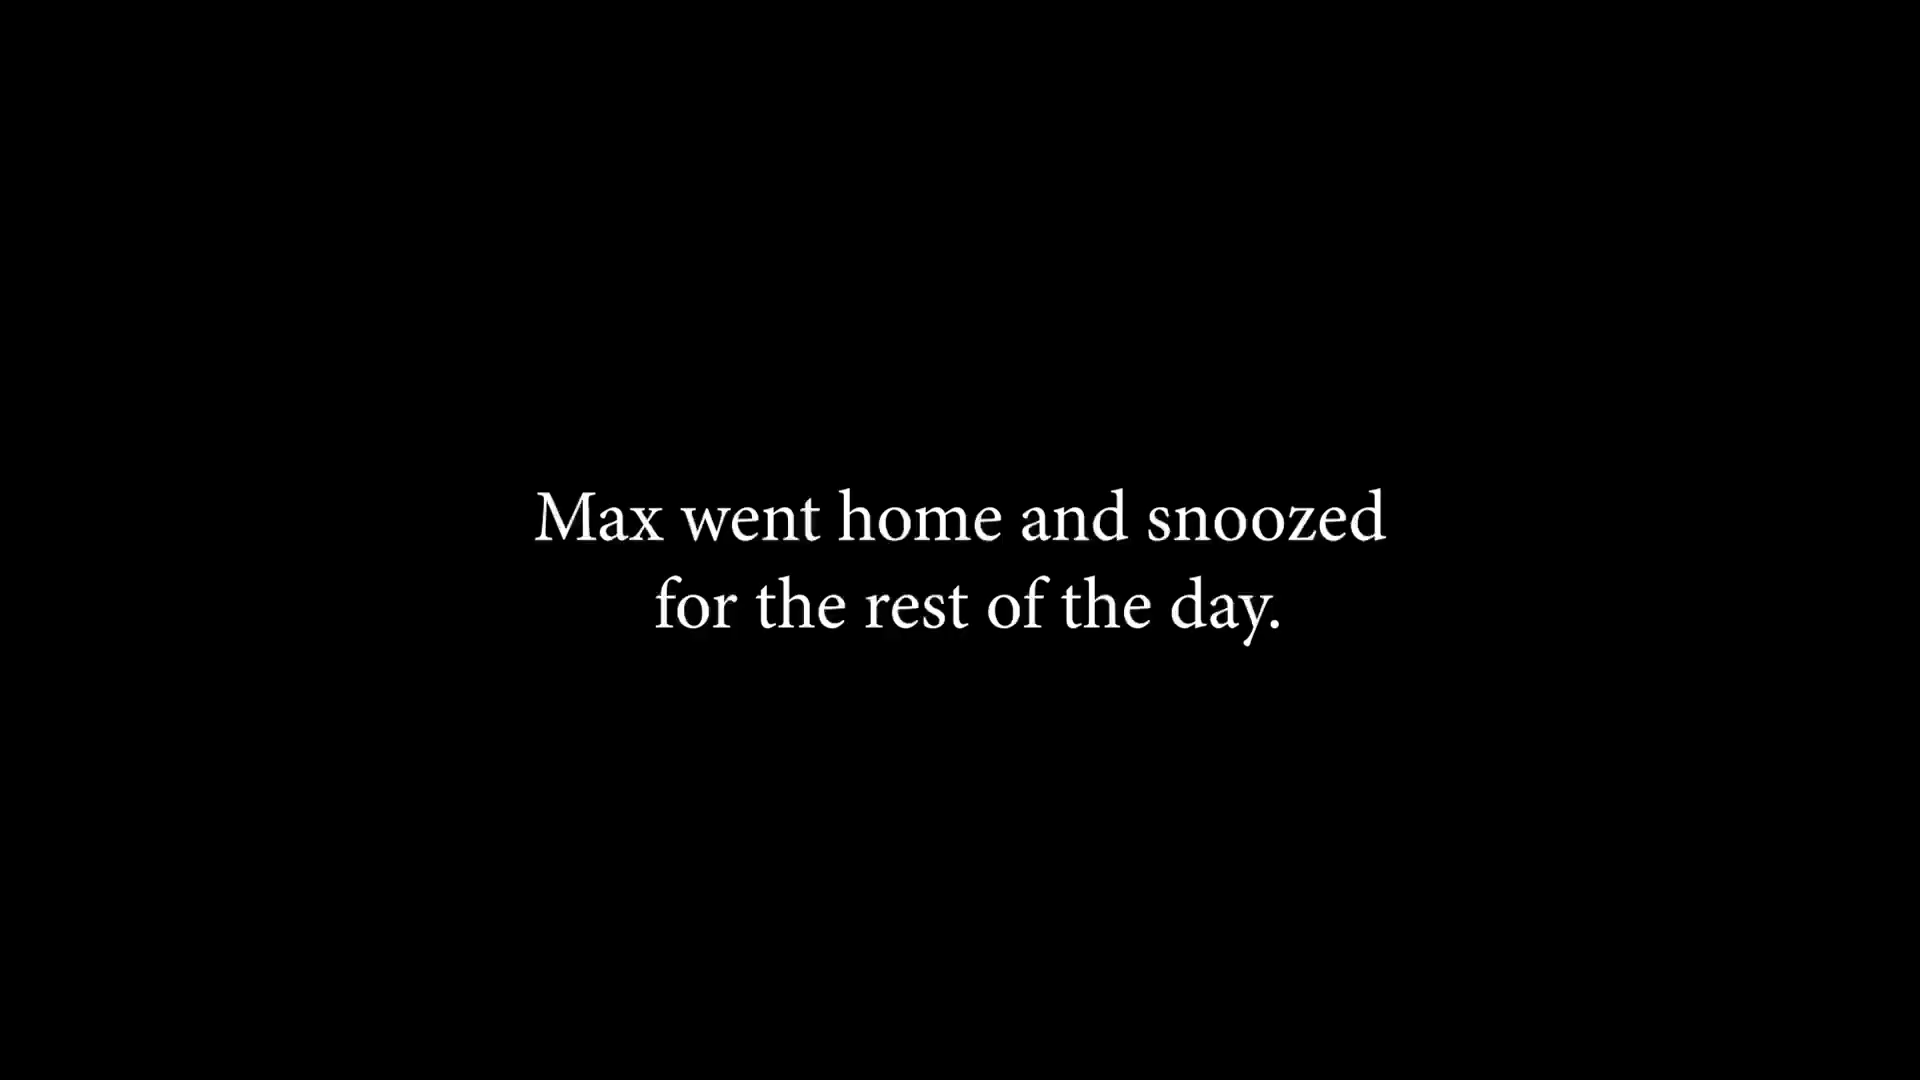 Max went home and snoozed
for the rest of the day.